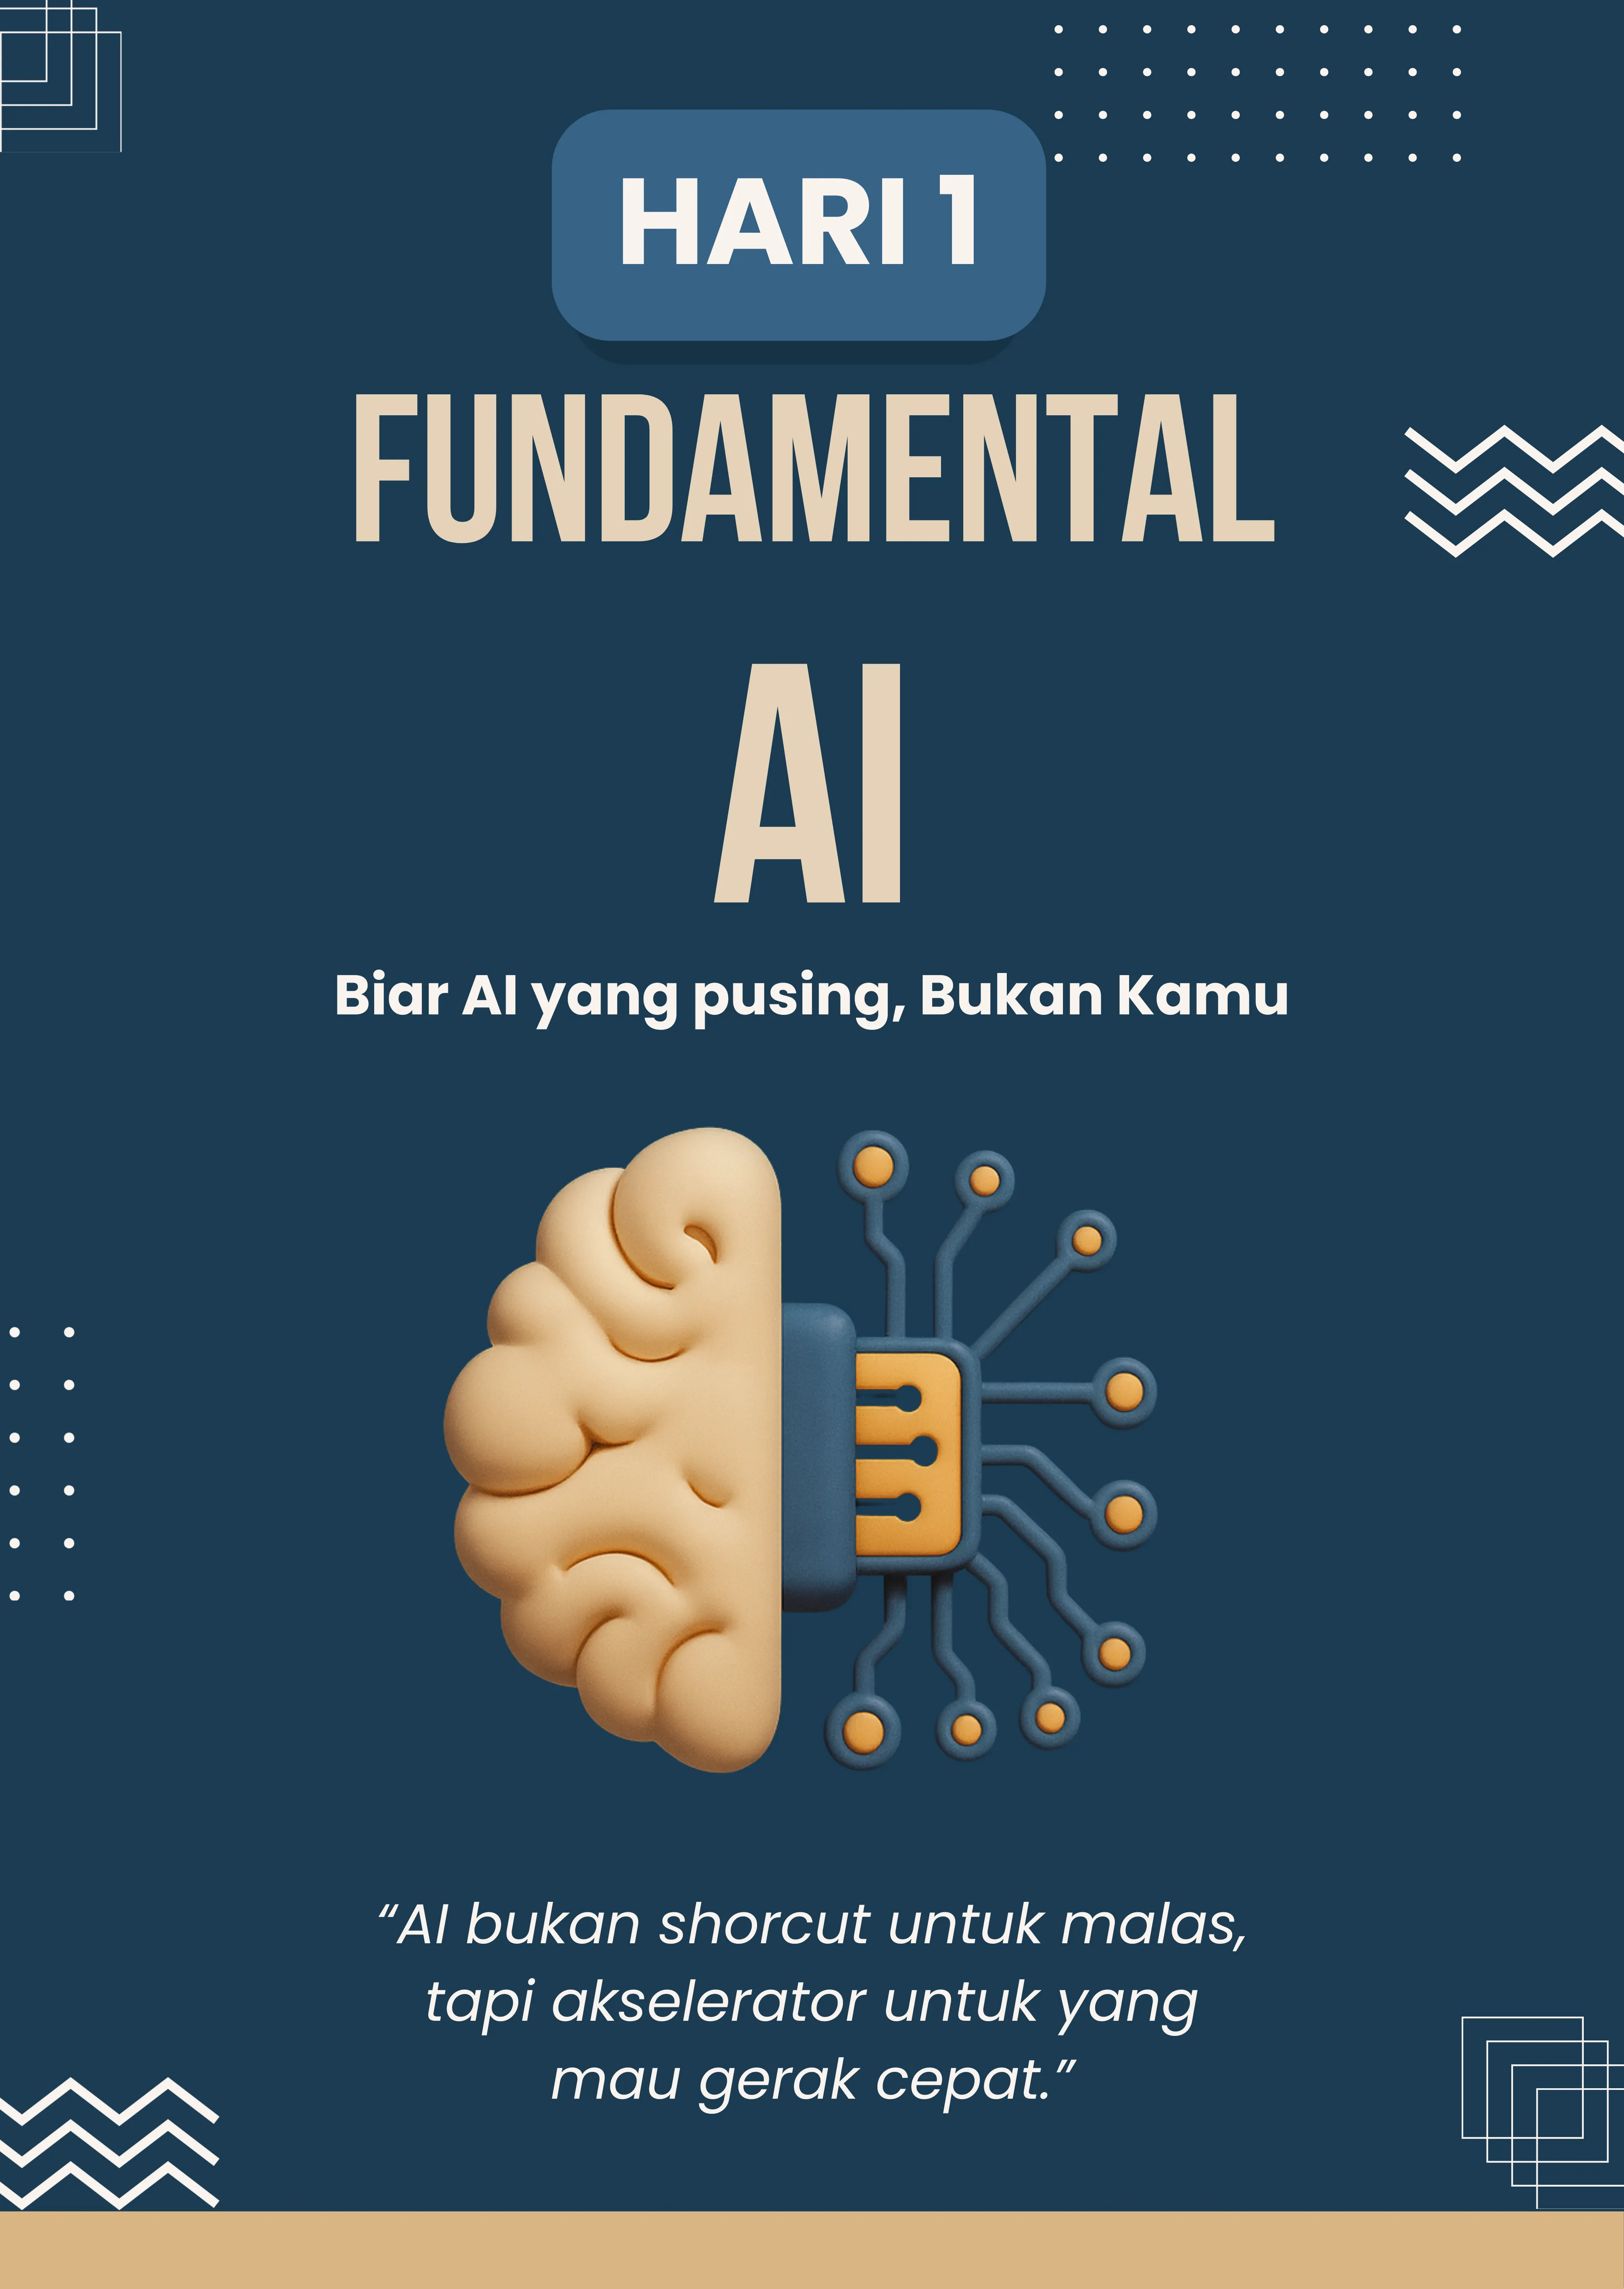 HARI 1
FUNDAMENTAL
AI
Biar AI yang pusing, Bukan Kamu
“AI bukan shorcut untuk malas,
tapi akselerator untuk yang
mau gerak cepat.”